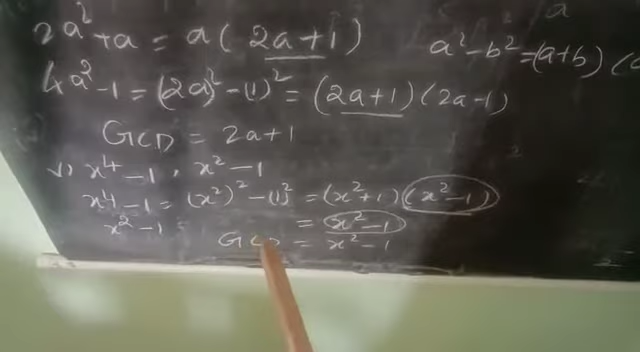 2a² + a = a(2a+1)
a² - b² = (a+b)(
4a² - 1 = (2a)² - (1)² = (2a+1)(2a-1)
GCD = 2a+1
v) x⁴ - 1, x² - 1
x⁴ - 1 = (x²)² - (1)² = (x²+1)(x²-1)
x² - 1 = = x² - 1
GCD = x² - 1